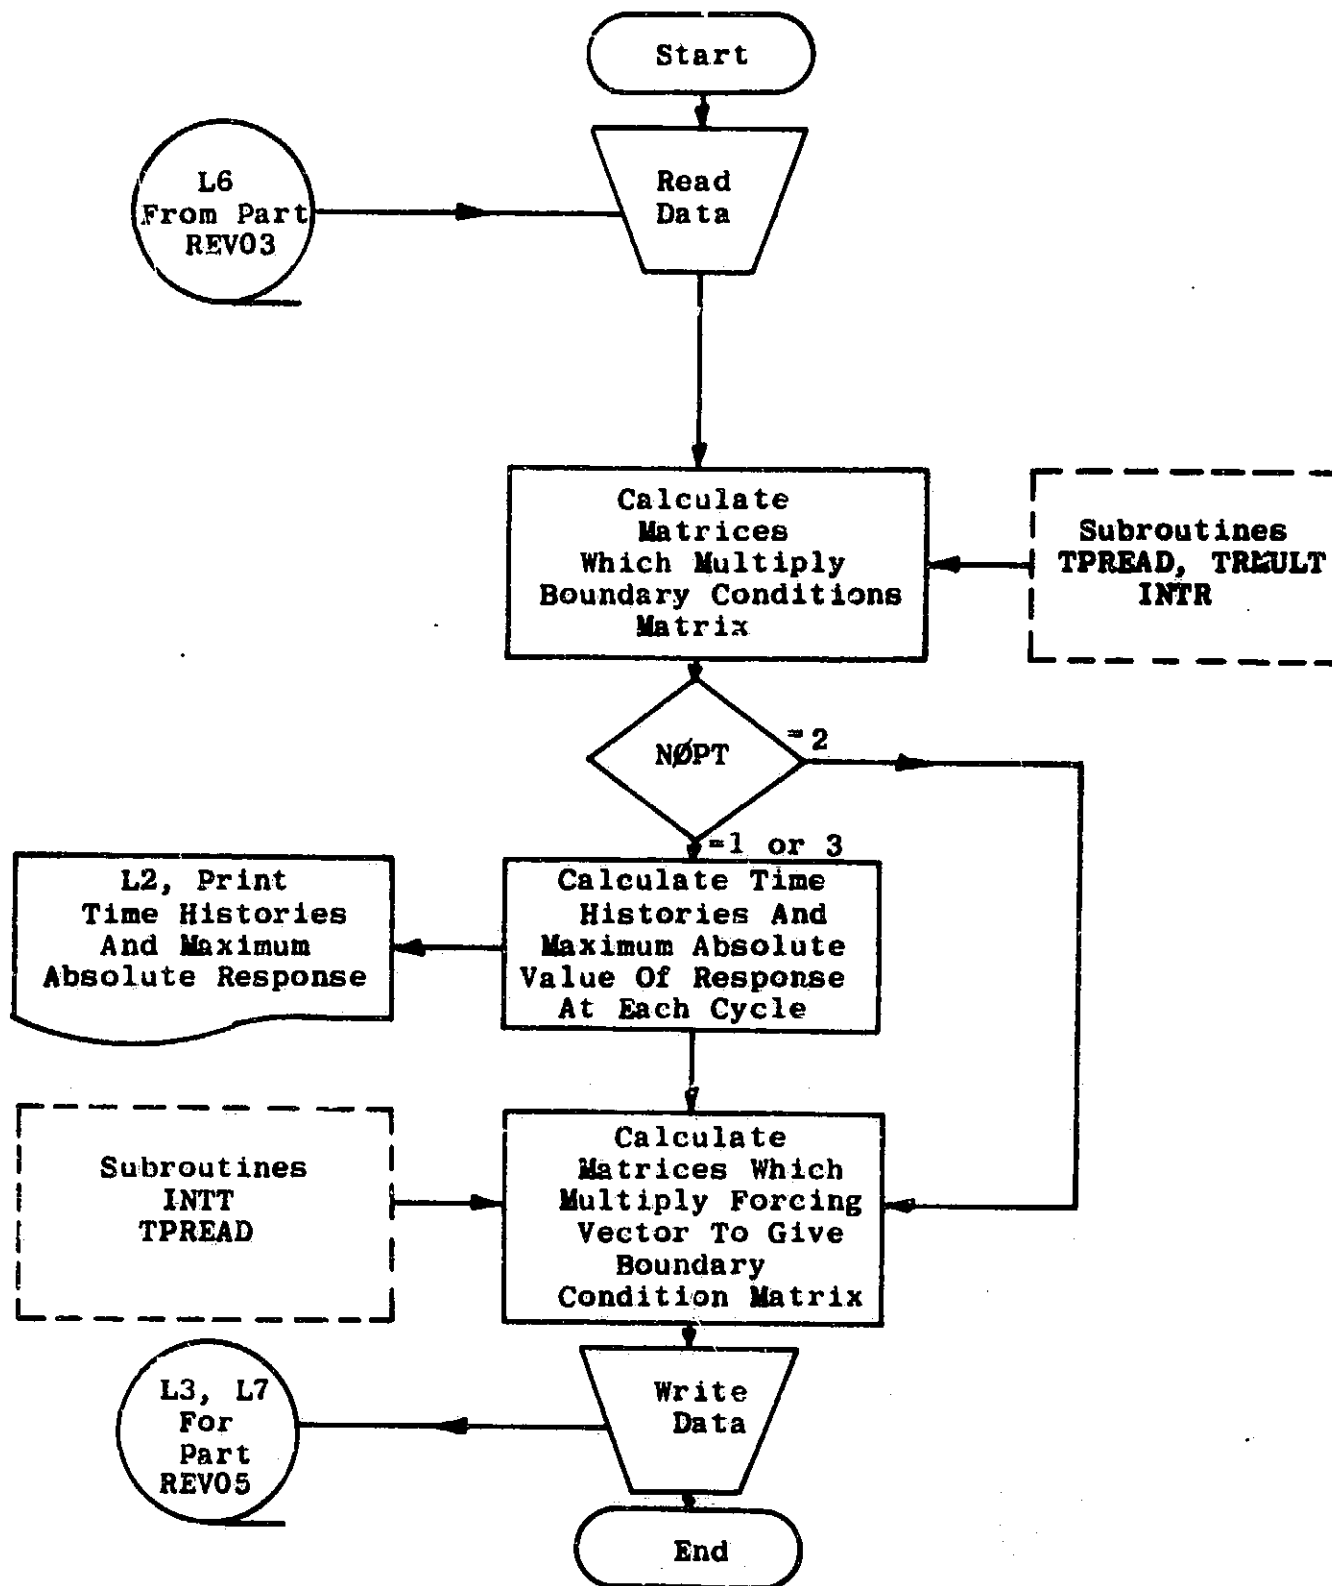 Start
L6
From Part
REV03
Read
Data
Calculate
Matrices
Which Multiply
Boundary Conditions
Matrix
Subroutines
TPREAD, TRMULT
INTR
NØPT
=2
=1 or 3
L2, Print
Time Histories
And Maximum
Absolute Response
Calculate Time
Histories And
Maximum Absolute
Value Of Response
At Each Cycle
Subroutines
INTT
TPREAD
Calculate
Matrices Which
Multiply Forcing
Vector To Give
Boundary
Condition Matrix
L3, L7
For
Part
REV05
Write
Data
End